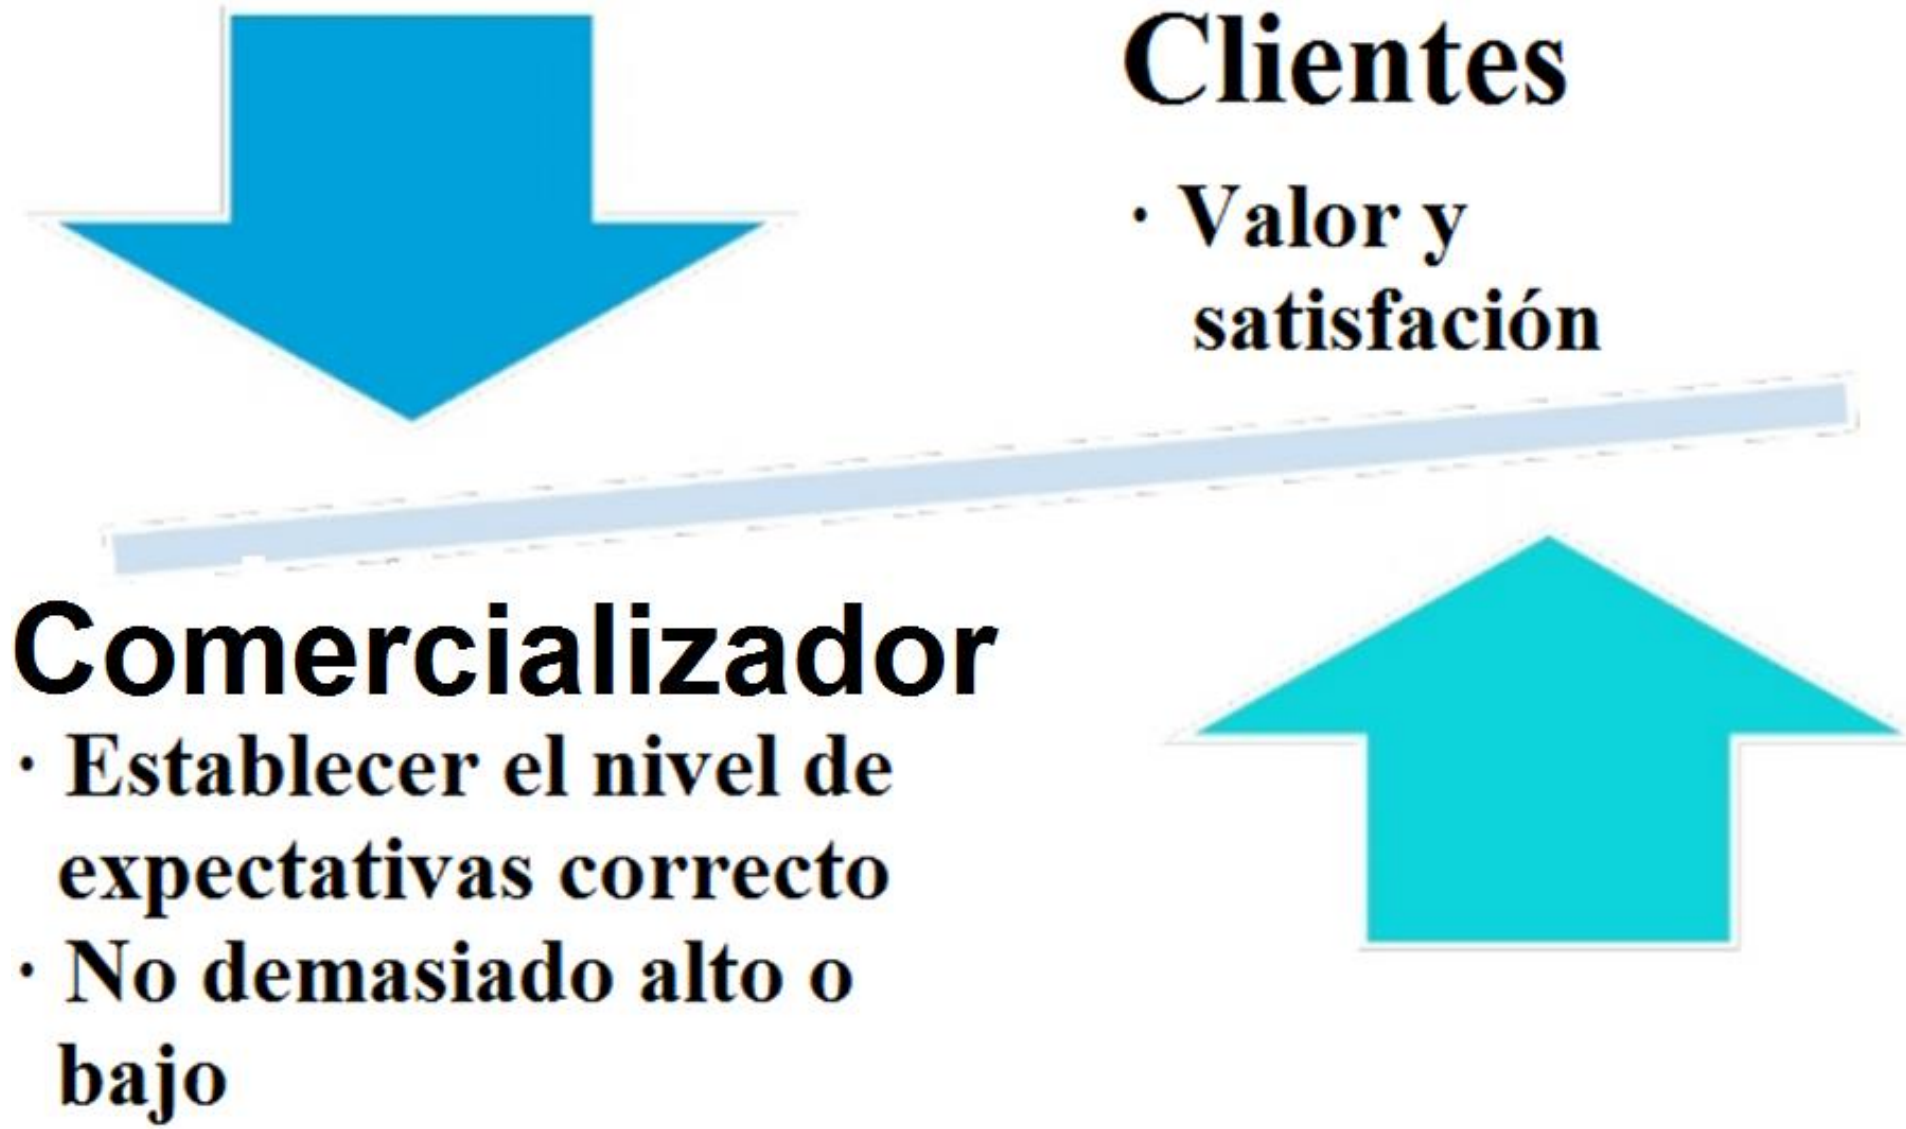 Clientes
· Valor y
satisfación
Comercializador
· Establecer el nivel de
expectativas correcto
· No demasiado alto o
bajo